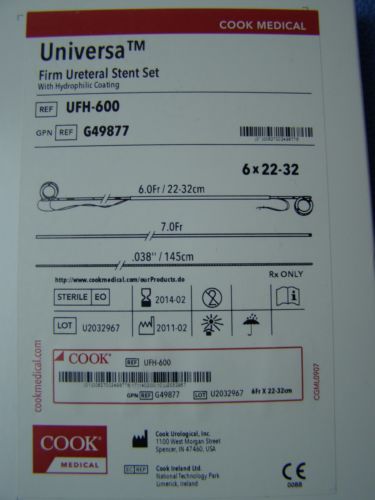 COOK MEDICAL
Universa™
Firm Ureteral Stent Set
With Hydrophilic Coating
REF UFH-600
GPN REF G49877
6 x 22-32
6.0Fr / 22-32cm
7.0Fr
.038" / 145cm
http://www.cookmedical.com/ourProducts.do
Rx ONLY
STERILE EO 2014-02
LOT U2032967 2011-02
COOK REF UFH-600
GPN REF G49877 LOT U2032967 6Fr X 22-32cm
cookmedical.com
CGML0907
COOK MEDICAL
Cook Urological, Inc.
1100 West Morgan Street
Spencer, IN 47460, U.S.A.
EC REP Cook Ireland Ltd.
National Technology Park
Limerick, Ireland
CE
0088